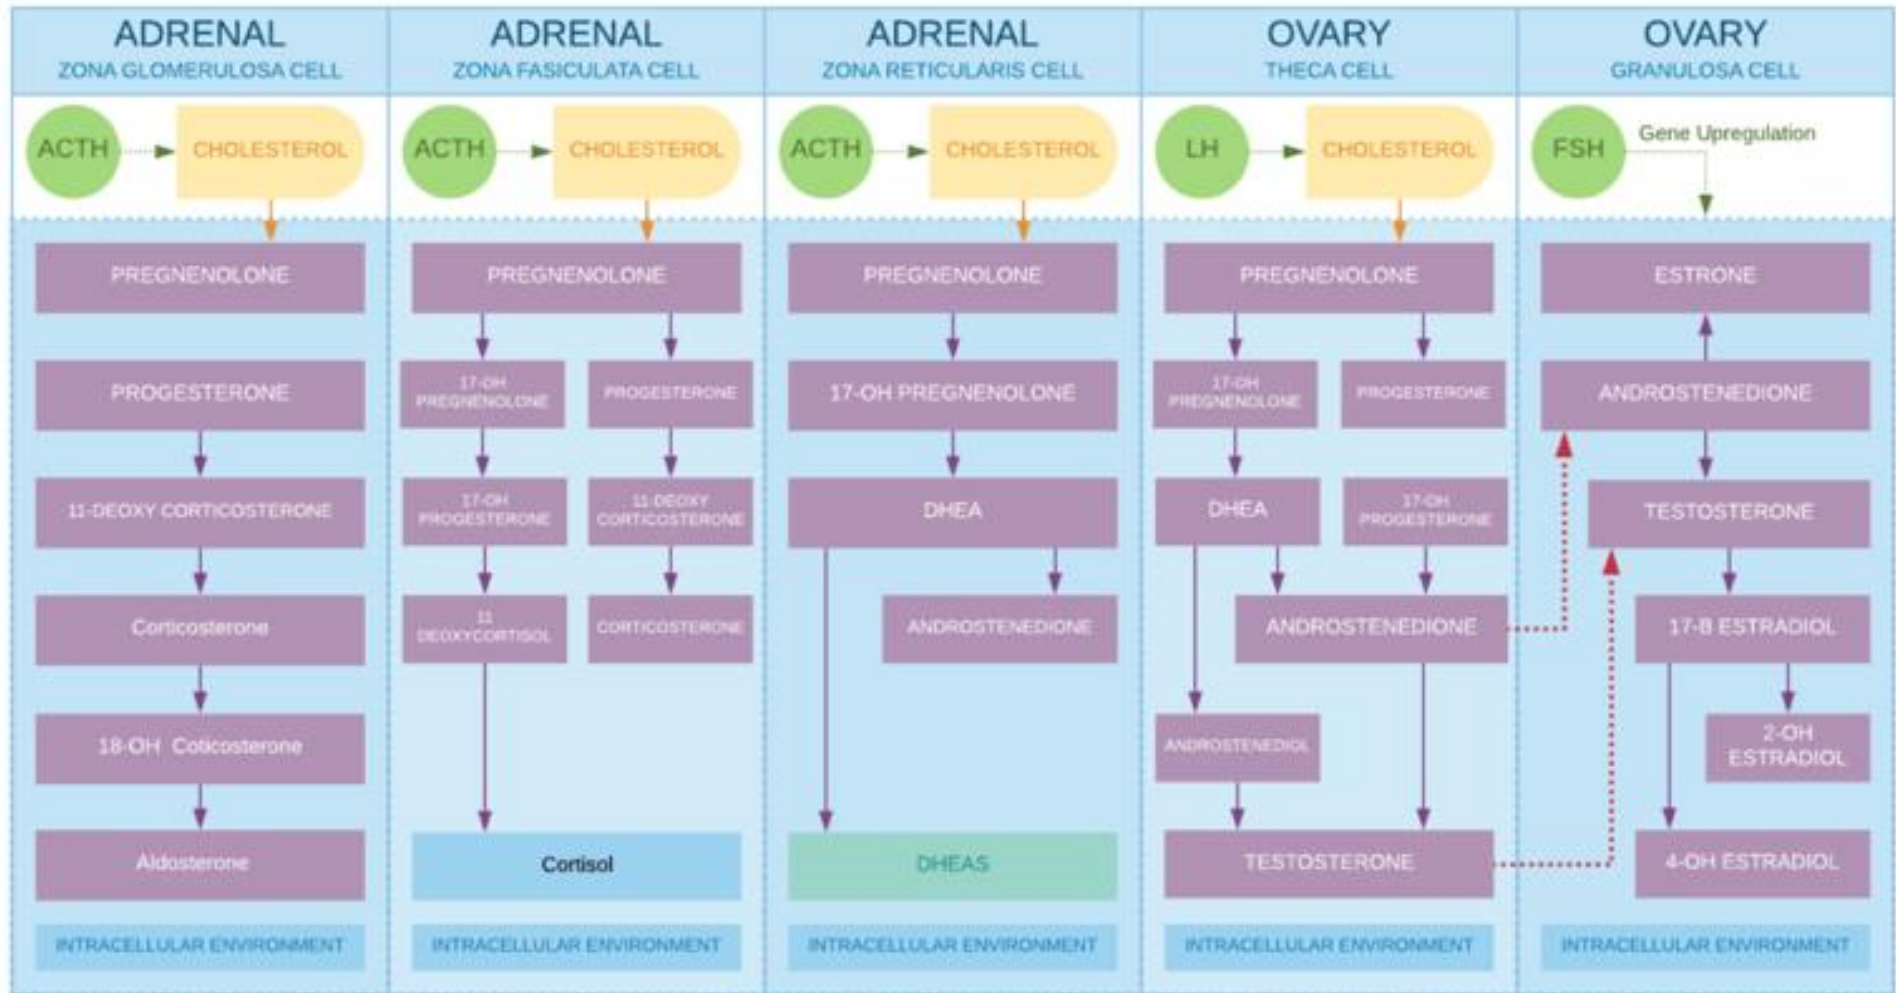 ADRENAL
ZONA GLOMERULOSA CELL
ACTH
CHOLESTEROL
PREGNENOLONE
PROGESTERONE
11-DEOXY CORTICOSTERONE
Corticosterone
18-OH Coticosterone
Aldosterone
INTRACELLULAR ENVIRONMENT
ADRENAL
ZONA FASICULATA CELL
ACTH
CHOLESTEROL
PREGNENOLONE
17-OH
PREGNENOLONE
PROGESTERONE
17-OH
PROGESTERONE
11-DEOXY
CORTICOSTERONE
11
DEOXYCORTISOL
CORTICOSTERONE
Cortisol
INTRACELLULAR ENVIRONMENT
ADRENAL
ZONA RETICULARIS CELL
ACTH
CHOLESTEROL
PREGNENOLONE
17-OH PREGNENOLONE
DHEA
ANDROSTENEDIONE
DHEAS
INTRACELLULAR ENVIRONMENT
OVARY
THECA CELL
LH
CHOLESTEROL
PREGNENOLONE
17-OH
PREGNENOLONE
PROGESTERONE
DHEA
17-OH
PROGESTERONE
ANDROSTENEDIONE
ANDROSTENEDIOL
TESTOSTERONE
INTRACELLULAR ENVIRONMENT
OVARY
GRANULOSA CELL
FSH
Gene Upregulation
ESTRONE
ANDROSTENEDIONE
TESTOSTERONE
17-B ESTRADIOL
2-OH
ESTRADIOL
4-OH ESTRADIOL
INTRACELLULAR ENVIRONMENT